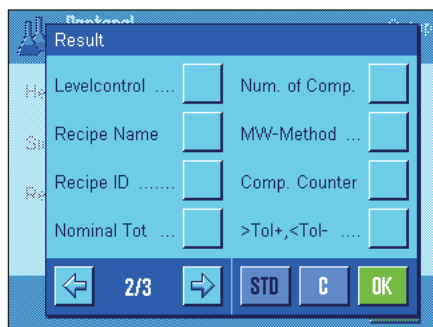 Result
Levelcontrol ....
Num. of Comp.
Recipe Name
MW-Method ...
Recipe ID .......
Comp. Counter
Nominal Tot ...
>Tol+,<Tol- ....
2/3
STD
C
OK